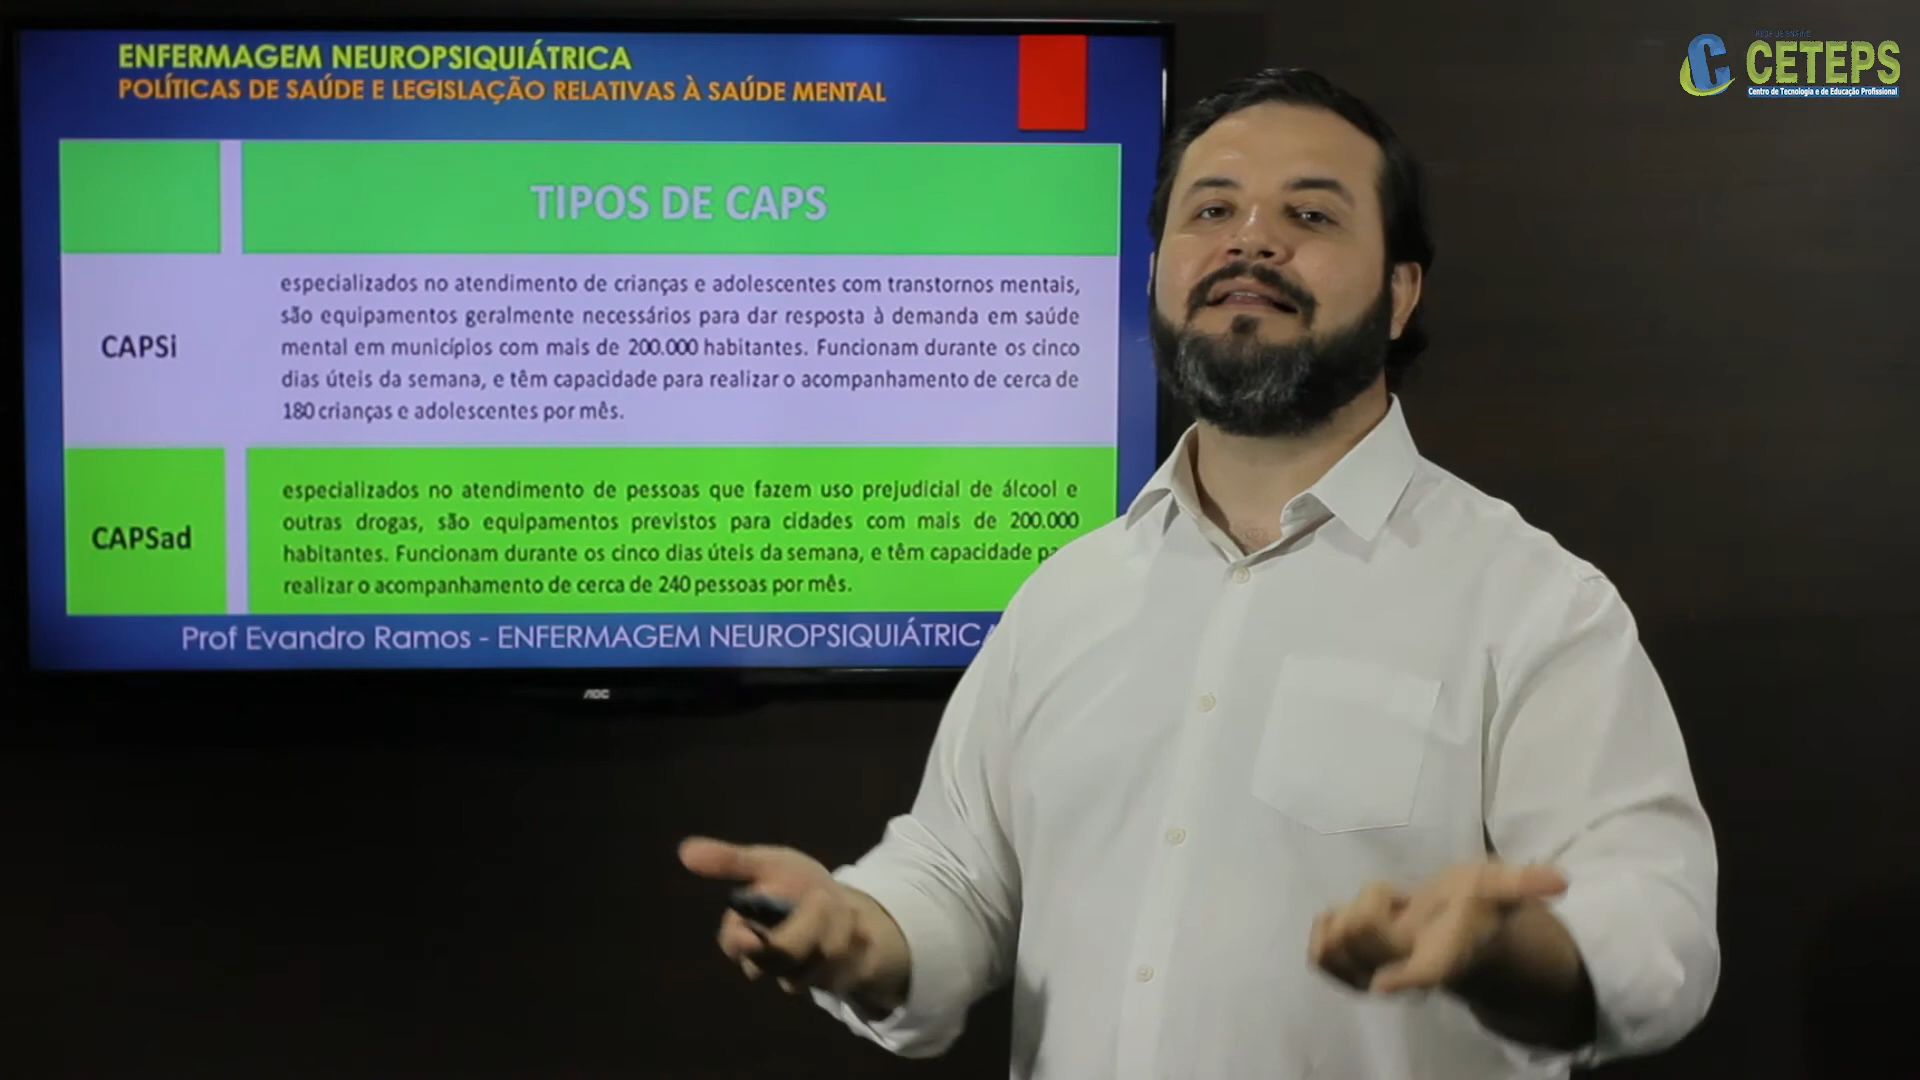 ENFERMAGEM NEUROPSIQUIÁTRICA
POLÍTICAS DE SAÚDE E LEGISLAÇÃO RELATIVAS À SAÚDE MENTAL
TIPOS DE CAPS
CAPSi
especializados no atendimento de crianças e adolescentes com transtornos mentais,
são equipamentos geralmente necessários para dar resposta à demanda em saúde
mental em municípios com mais de 200.000 habitantes. Funcionam durante os cinco
dias úteis da semana, e têm capacidade para realizar o acompanhamento de cerca de
180 crianças e adolescentes por mês.
CAPSad
especializados no atendimento de pessoas que fazem uso prejudicial de álcool e
outras drogas, são equipamentos previstos para cidades com mais de 200.000
habitantes. Funcionam durante os cinco dias úteis da semana, e têm capacidade
realizar o acompanhamento de cerca de 240 pessoas por mês.
Prof Evandro Ramos - ENFERMAGEM NEUROPSIQUIÁTRICA
AOC
CETEPS
Centro de Tecnologia e de Educação Profissional